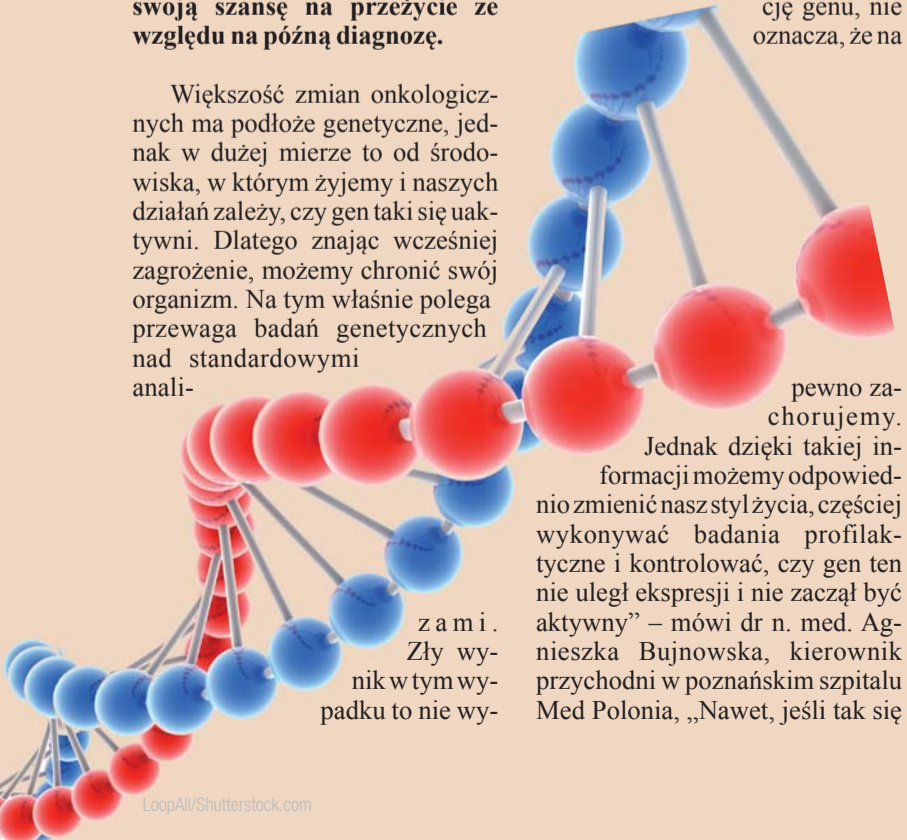 swoją szansę na przeżycie ze
względu na późną diagnozę.
Większość zmian onkologicz-
nych ma podłoże genetyczne, jed-
nak w dużej mierze to od środo-
wiska, w którym żyjemy i naszych
działań zależy, czy gen taki się uak-
tywni. Dlatego znając wcześniej
zagrożenie, możemy chronić swój
organizm. Na tym właśnie polega
przewaga badań genetycznych
nad standardowymi
anali-
zami.
Zły wy-
nik w tym wy-
padku to nie wy-
cję genu, nie
oznacza, że na
pewno za-
chorujemy.
Jednak dzięki takiej in-
formacji możemy odpowied-
nio zmienić nasz styl życia, częściej
wykonywać badania profilak-
tyczne i kontrolować, czy gen ten
nie uległ ekspresji i nie zaczął być
aktywny” – mówi dr n. med. Ag-
nieszka Bujnowska, kierownik
przychodni w poznańskim szpitalu
Med Polonia, „Nawet, jeśli tak się
LoopAll/Shutterstock.com